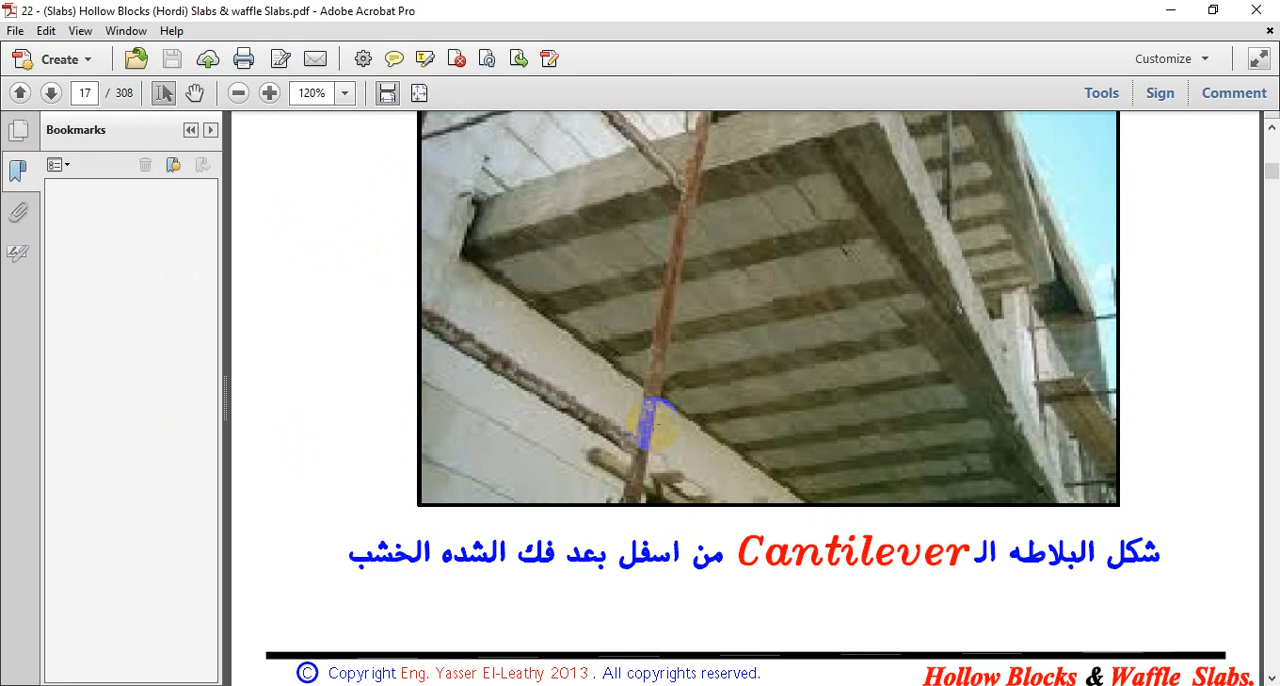 22 - (Slabs) Hollow Blocks (Hordi) Slabs & waffle Slabs.pdf - Adobe Acrobat Pro
File Edit View Window Help
Create Customize
17 / 308 120% Tools Sign Comment
Bookmarks
شكل البلاطه الـ Cantilever من اسفل بعد فك الشده الخشب
© Copyright Eng. Yasser El-Leathy 2013 . All copyrights reserved.
Hollow Blocks & Waffle Slabs.